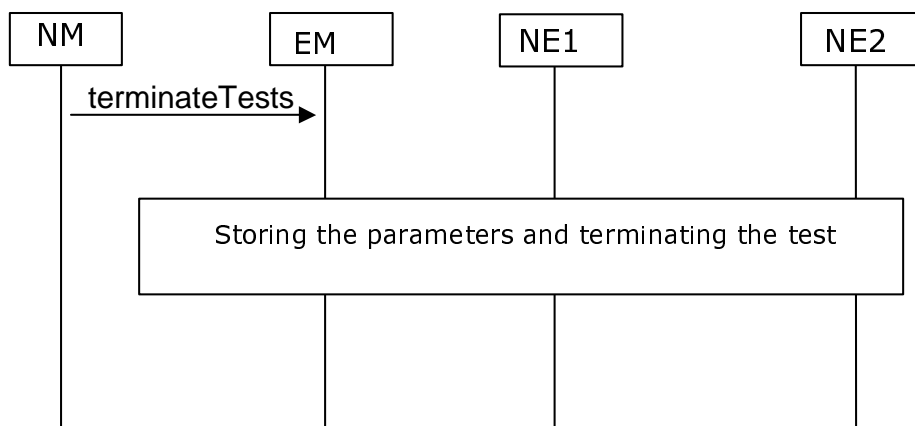 NM
EM
NE1
NE2
terminateTests
Storing the parameters and terminating the test